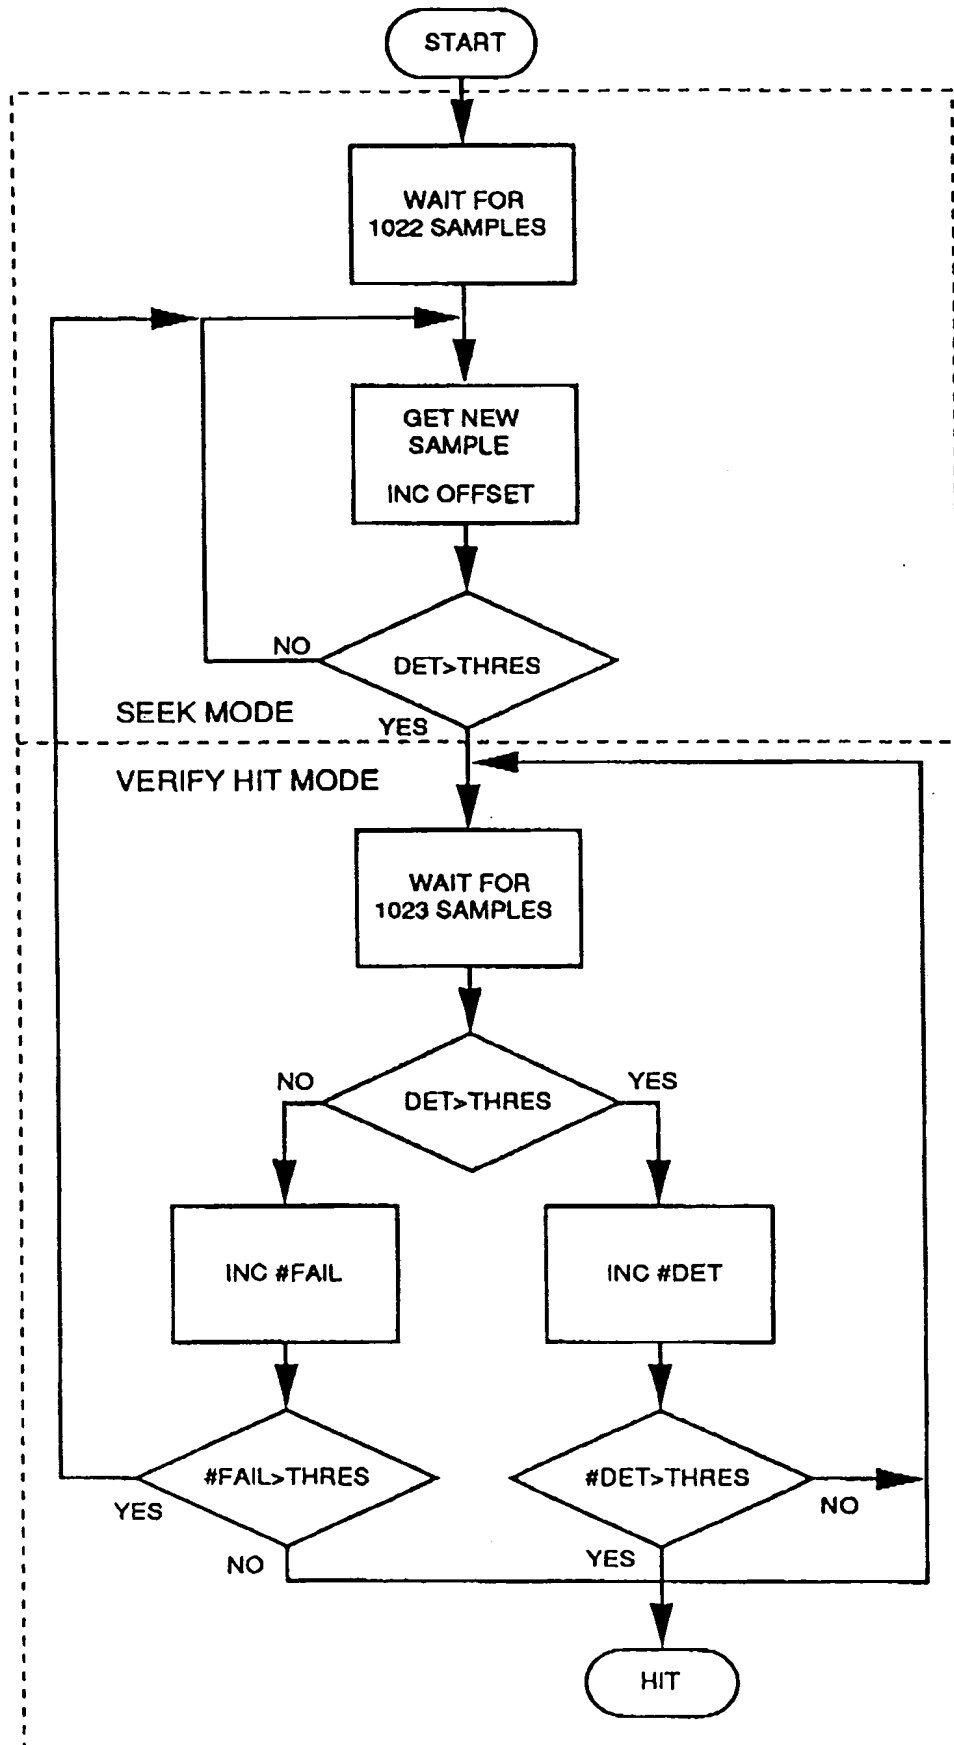 START
WAIT FOR
1022 SAMPLES
GET NEW
SAMPLE
INC OFFSET
DET>THRES
NO
YES
SEEK MODE
VERIFY HIT MODE
WAIT FOR
1023 SAMPLES
DET>THRES
NO
YES
INC #FAIL
INC #DET
#FAIL>THRES
#DET>THRES
YES
NO
YES
NO
HIT